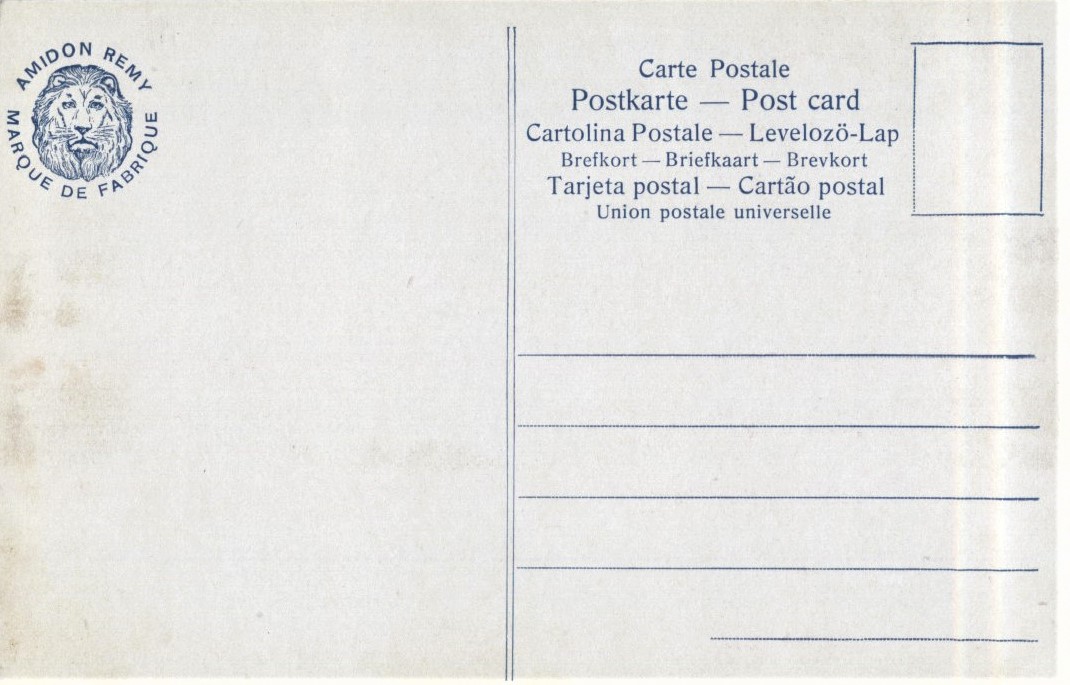 AMIDON REMY
MARQUE DE FABRIQUE
Carte Postale
Postkarte — Post card
Cartolina Postale — Levelozö-Lap
Brefkort — Briefkaart — Brevkort
Tarjeta postal — Cartão postal
Union postale universelle